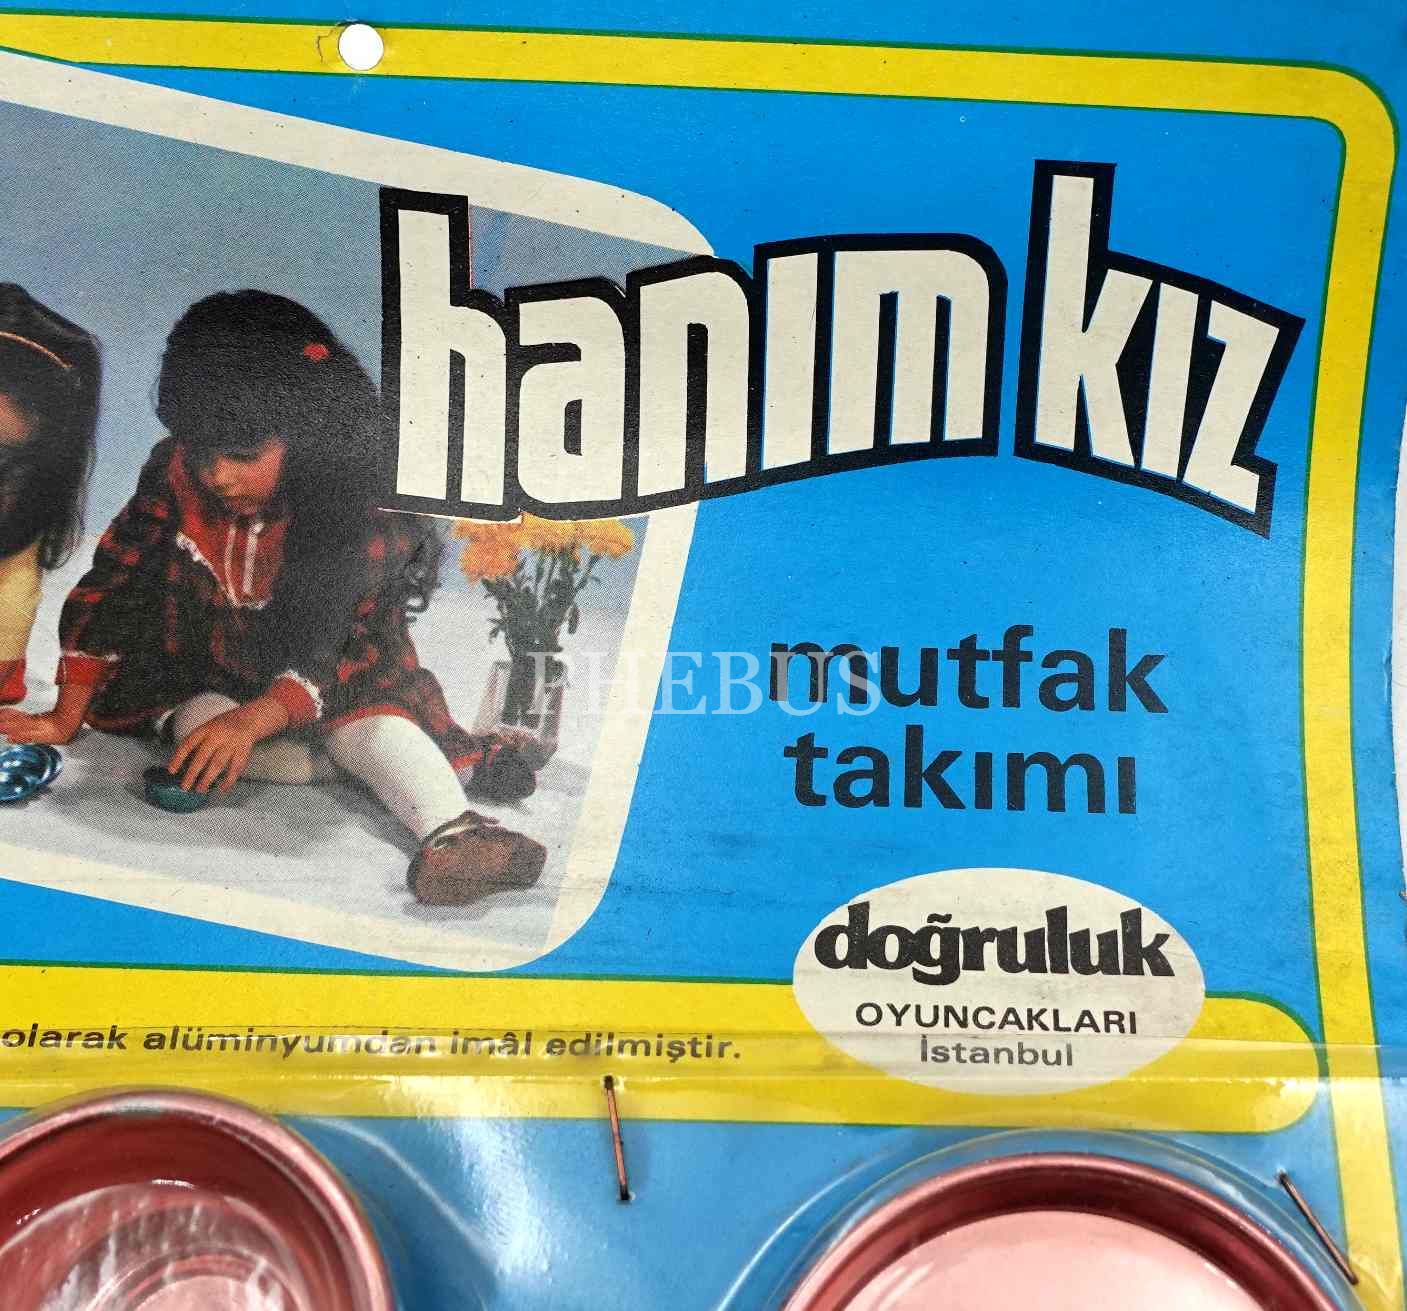 hanım kız
mutfak
takımı
PHEBUS
doğruluk
OYUNCAKLARI
İstanbul
olarak alüminyumdan imâl edilmiştir.